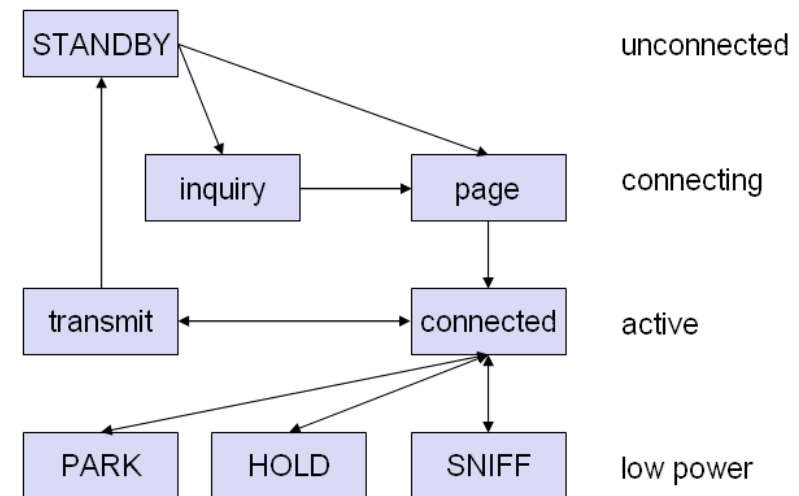 STANDBY unconnected
inquiry page connecting
transmit connected active
PARK HOLD SNIFF low power